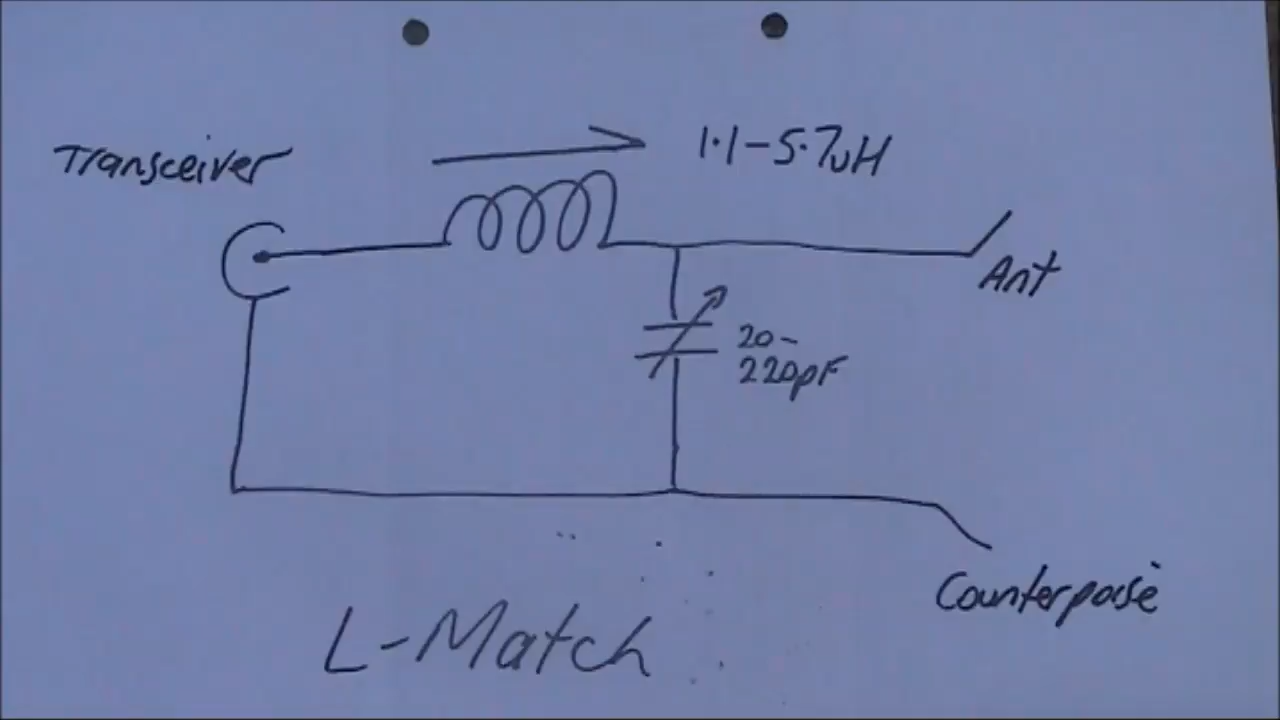 Transceiver
1.1-5.7uH
Ant
20-
220pF
Counterpoise
L-Match